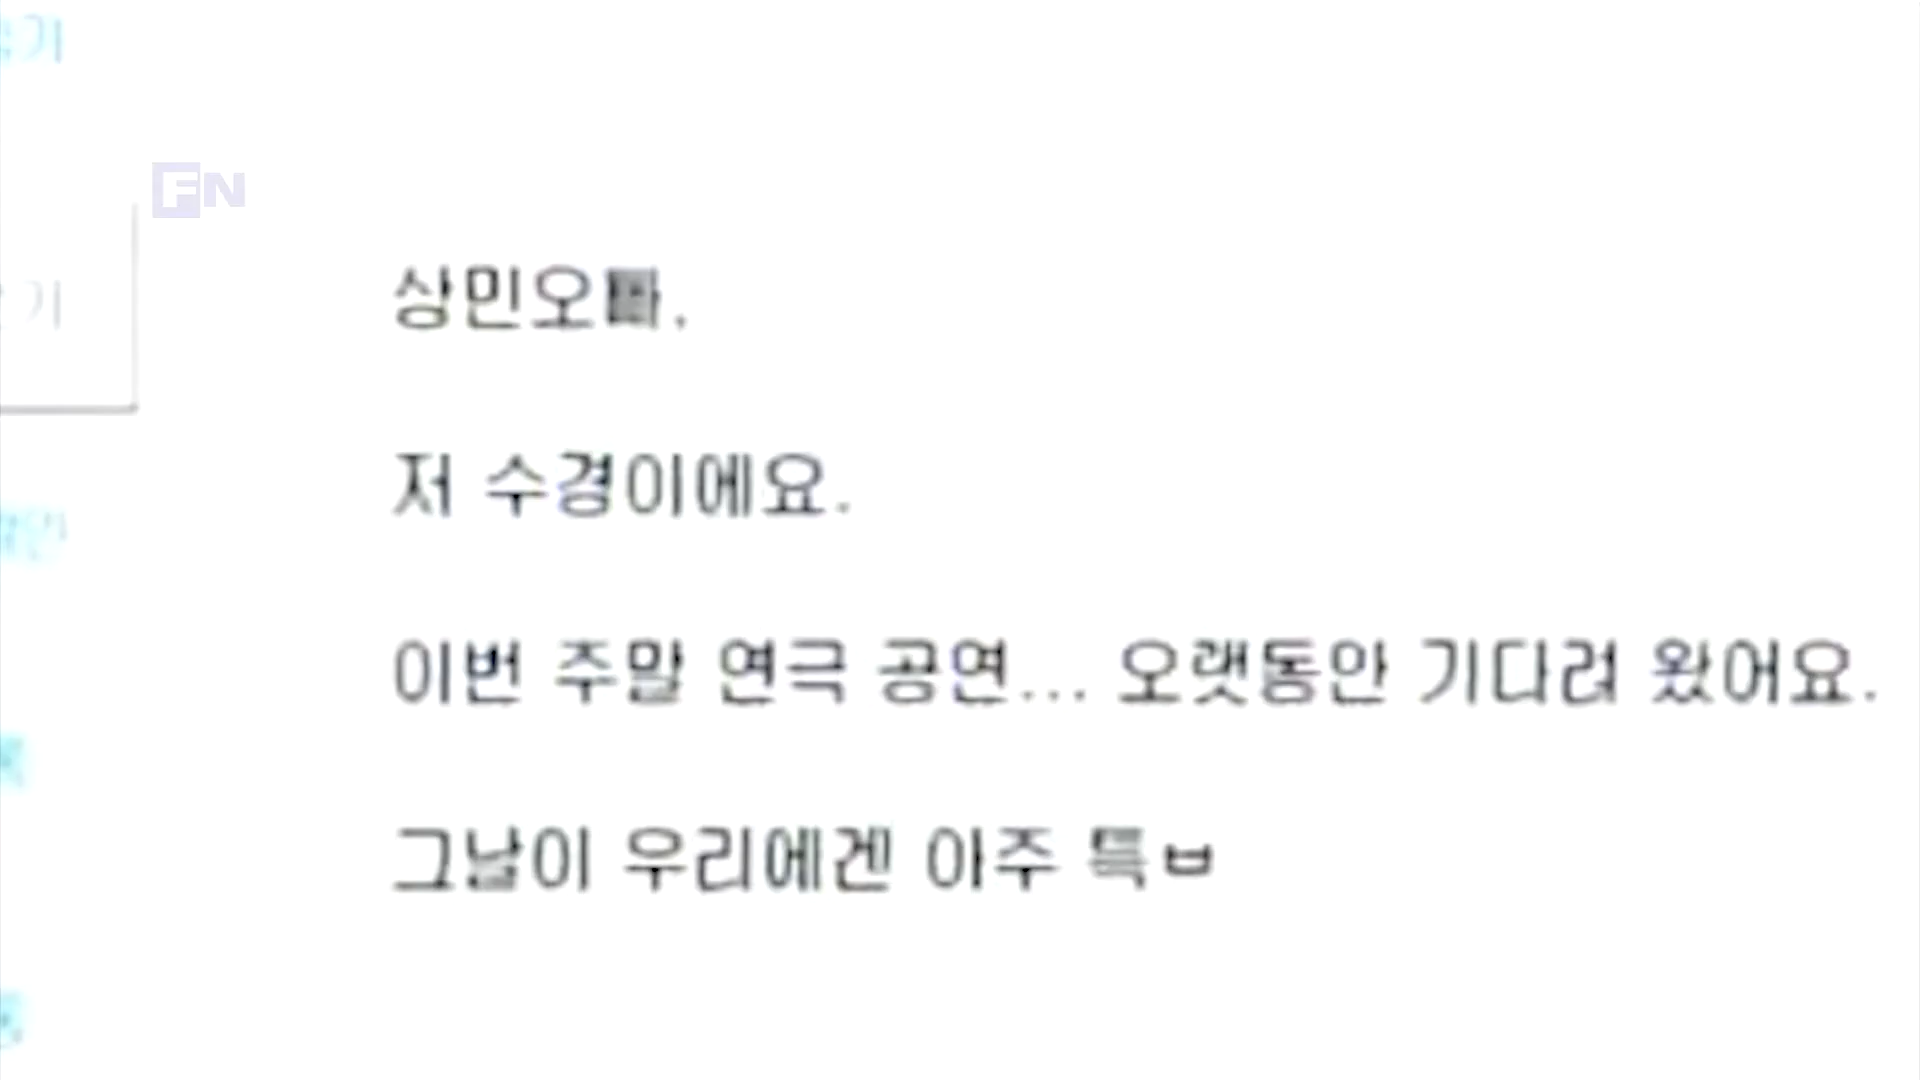 FN
상민오빠.
저 수경이에요.
이번 주말 연극 공연... 오랫동안 기다려 왔어요.
그날이 우리에겐 아주 특ㅂ